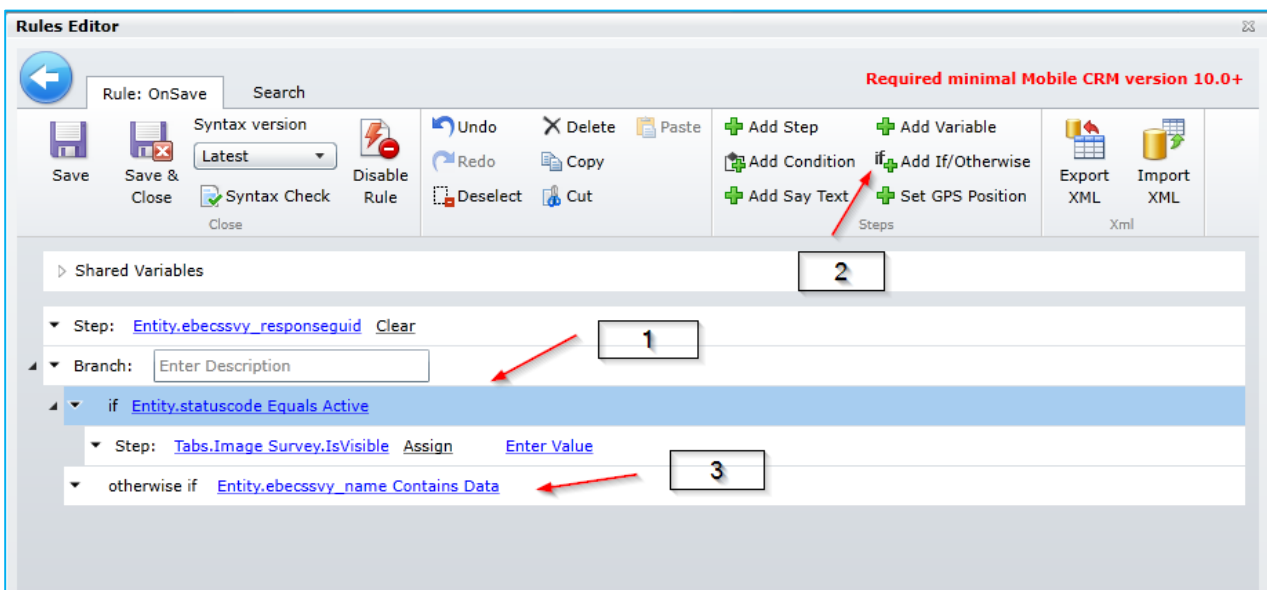 Rules Editor
Required minimal Mobile CRM version 10.0+
Rule: OnSave Search
Syntax version
Latest
Save
Save & Close
Syntax Check
Disable Rule
Close
Undo Delete Paste
Redo Copy
Deselect Cut
Add Step Add Variable
Add Condition if Add If/Otherwise
Add Say Text Set GPS Position
Steps
Export XML
Import XML
Xml
Shared Variables
2
Step: Entity.ebecssvy_responseguid Clear
1
Branch: Enter Description
if Entity.statuscode Equals Active
Step: Tabs.Image Survey.IsVisible Assign Enter Value
3
otherwise if Entity.ebecssvy_name Contains Data